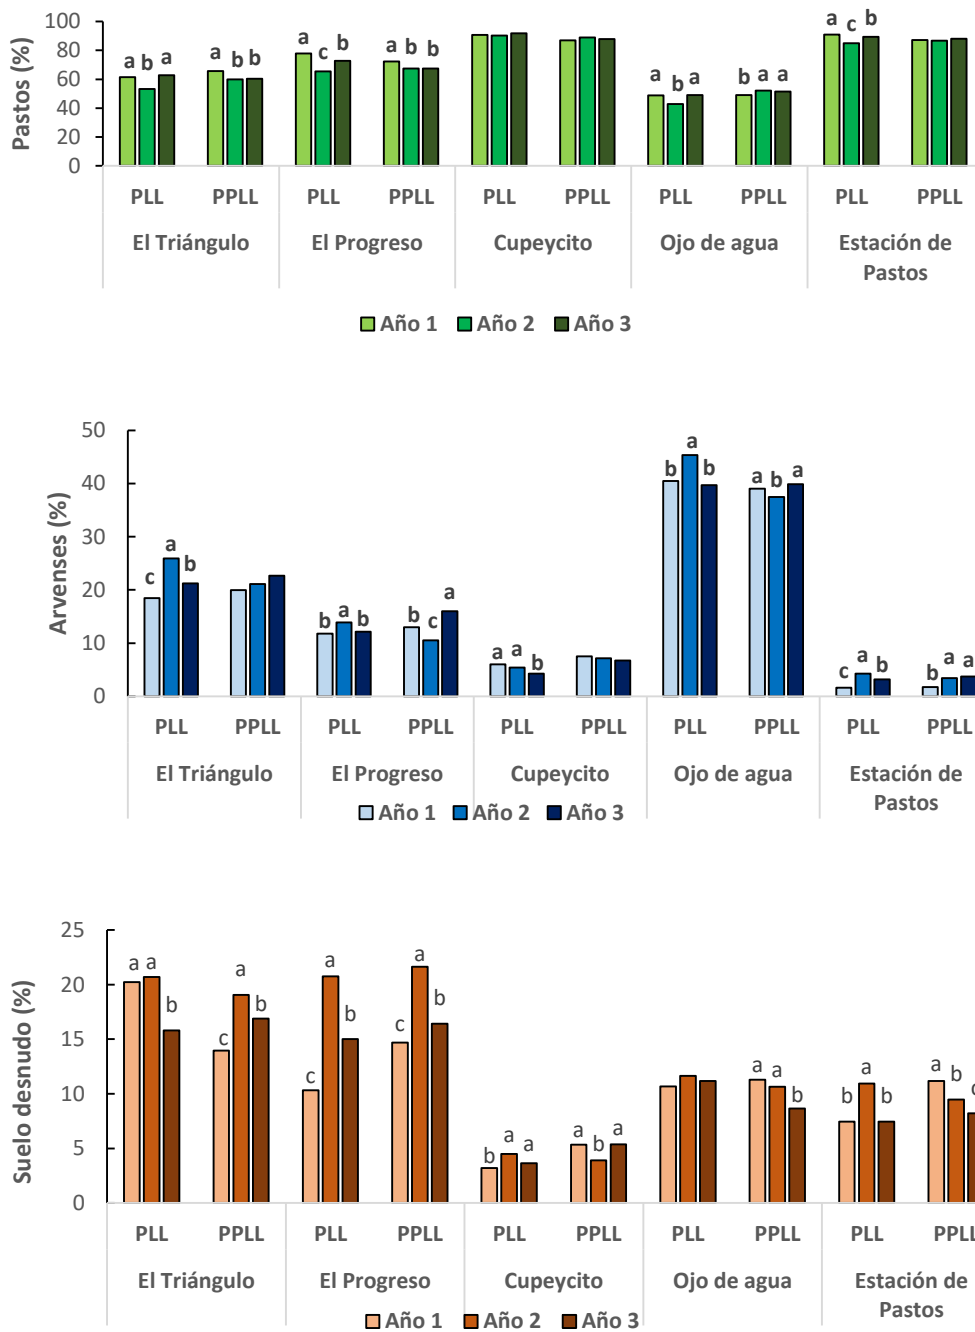 Pastos (%)
100
80
60
40
20
0
a b a
a b b
a c b
a b b
a b a
b a a
a c b
PLL PPLL PLL PPLL PLL PPLL PLL PPLL PLL PPLL
El Triángulo El Progreso Cupeycito Ojo de agua Estación de
Pastos
Año 1 Año 2 Año 3
Arvenses (%)
50
40
30
20
10
0
c a b
b a b
b c a
a a b
b a b
a b a
c a b
b a a
PLL PPLL PLL PPLL PLL PPLL PLL PPLL PLL PPLL
El Triángulo El Progreso Cupeycito Ojo de agua Estación de
Pastos
Año 1 Año 2 Año 3
Suelo desnudo (%)
25
20
15
10
5
0
a a b
c a b
c a b
c a b
b a a
a b a
a a b
b a b
a b c
PLL PPLL PLL PPLL PLL PPLL PLL PPLL PLL PPLL
El Triángulo El Progreso Cupeycito Ojo de agua Estación de
Pastos
Año 1 Año 2 Año 3